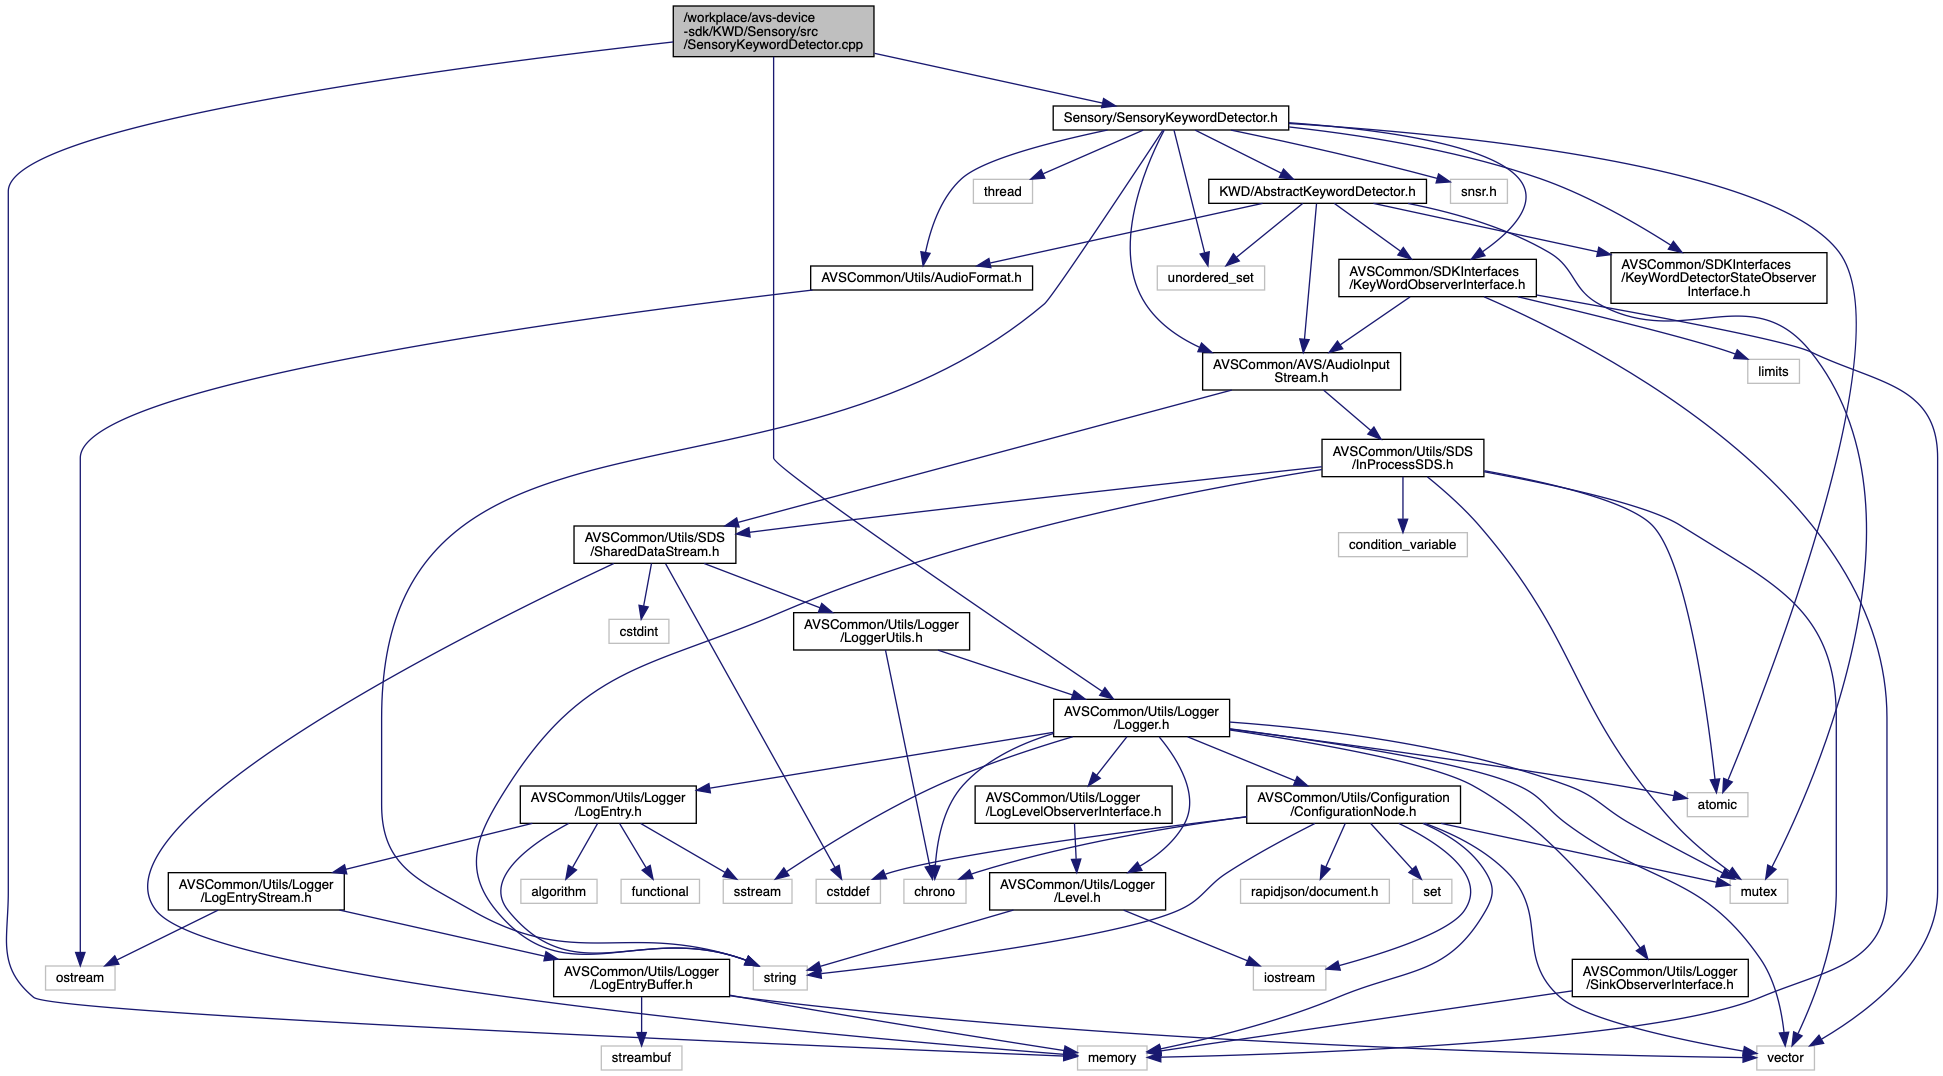 /workplace/avs-device
-sdk/KWD/Sensory/src
/SensoryKeywordDetector.cpp
Sensory/SensoryKeywordDetector.h
thread
KWD/AbstractKeywordDetector.h
snsr.h
AVSCommon/Utils/AudioFormat.h
unordered_set
AVSCommon/SDKInterfaces
/KeyWordObserverInterface.h
AVSCommon/SDKInterfaces
/KeyWordDetectorStateObserver
Interface.h
AVSCommon/AVS/AudioInput
Stream.h
limits
AVSCommon/Utils/SDS
/InProcessSDS.h
AVSCommon/Utils/SDS
/SharedDataStream.h
condition_variable
cstdint
AVSCommon/Utils/Logger
/LoggerUtils.h
AVSCommon/Utils/Logger
/Logger.h
AVSCommon/Utils/Logger
/LogEntry.h
AVSCommon/Utils/Logger
/LogLevelObserverInterface.h
AVSCommon/Utils/Configuration
/ConfigurationNode.h
atomic
AVSCommon/Utils/Logger
/LogEntryStream.h
algorithm
functional
sstream
cstddef
chrono
AVSCommon/Utils/Logger
/Level.h
rapidjson/document.h
set
mutex
ostream
AVSCommon/Utils/Logger
/LogEntryBuffer.h
string
iostream
AVSCommon/Utils/Logger
/SinkObserverInterface.h
streambuf
memory
vector